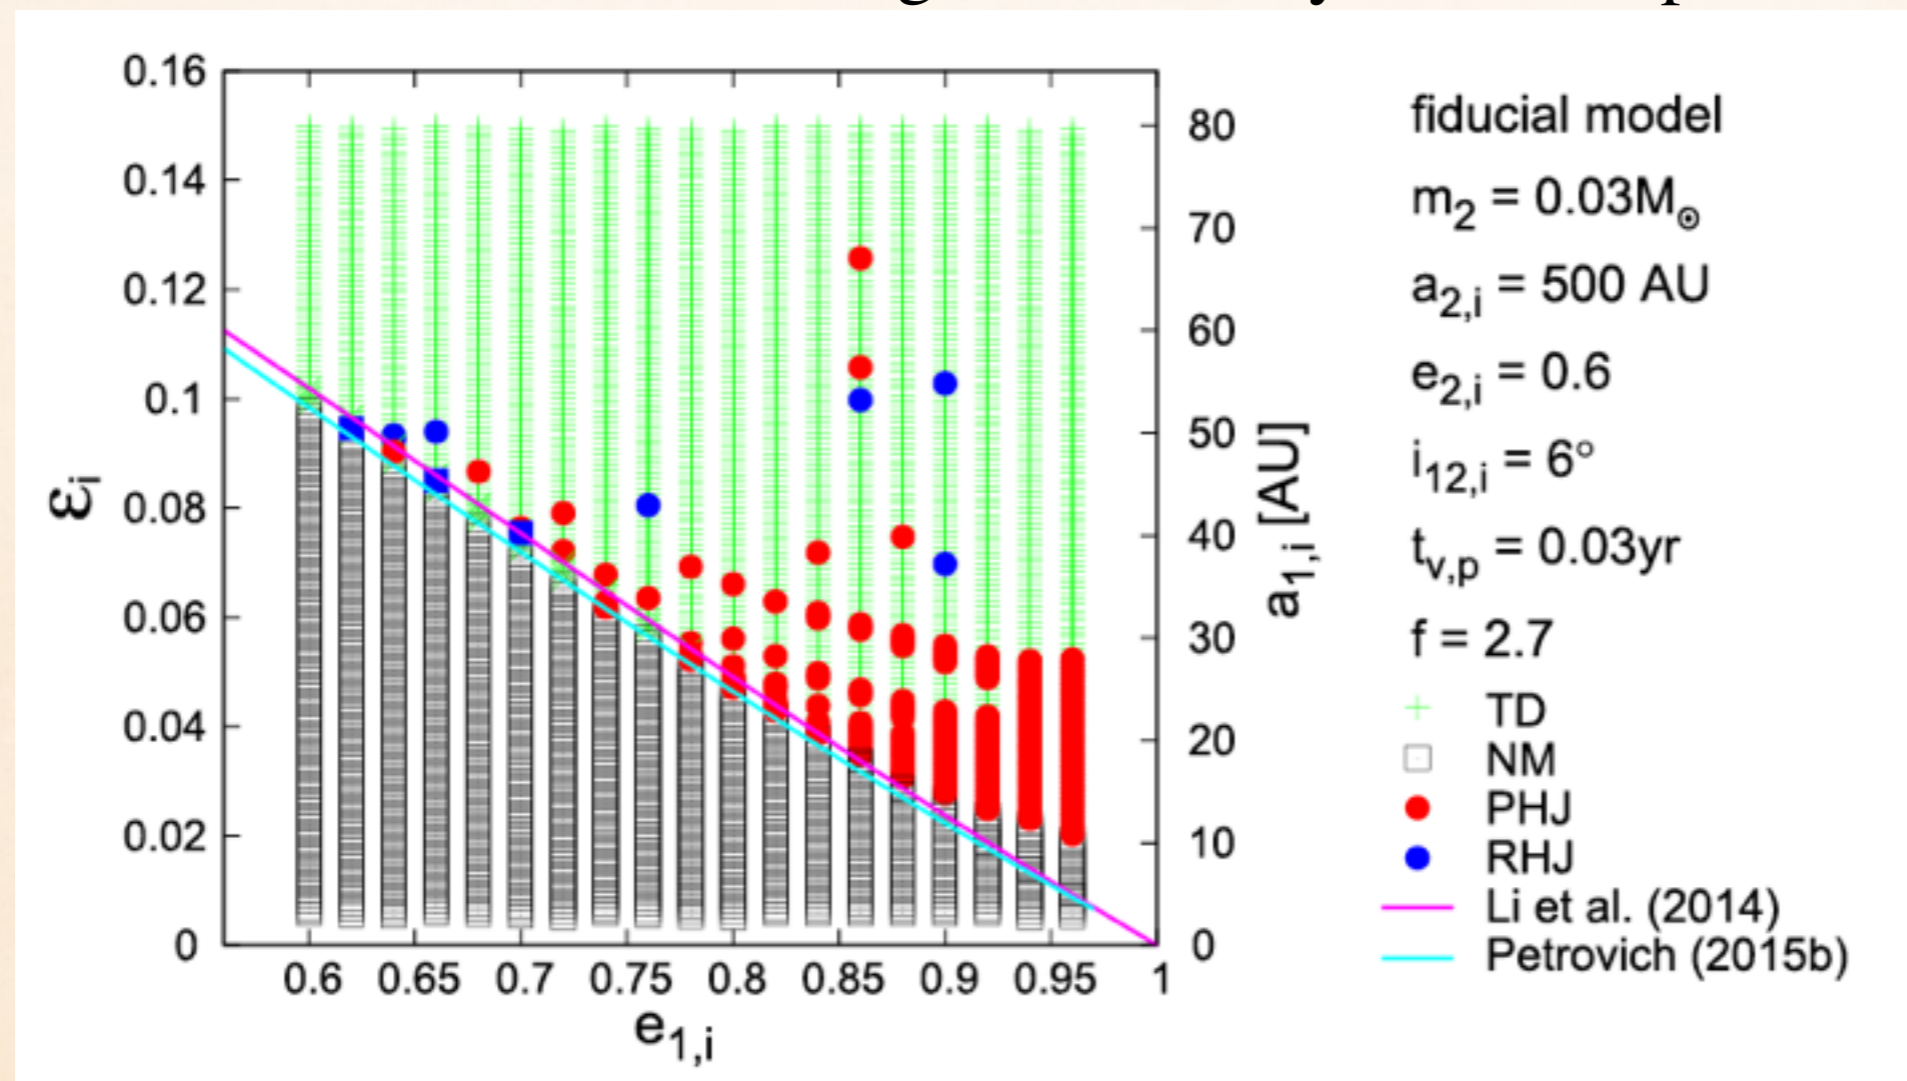 0.16
0.14
0.12
0.1
0.08
0.06
0.04
0.02
0
εi
80
70
60
50
40
30
20
10
0
a1,i [AU]
0.6 0.65 0.7 0.75 0.8 0.85 0.9 0.95 1
e1,i
fiducial model
m2 = 0.03M⊙
a2,i = 500 AU
e2,i = 0.6
i12,i = 6°
tv,p = 0.03yr
f = 2.7
TD
NM
PHJ
RHJ
Li et al. (2014)
Petrovich (2015b)